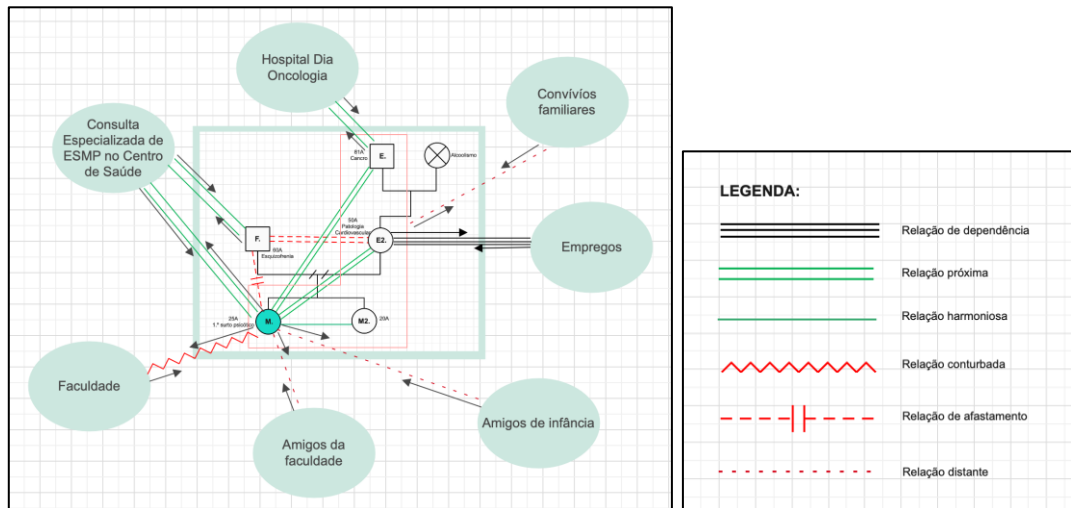 Hospital Dia
Oncologia
Convívios
familiares
Consulta
Especializada de
ESMP no Centro
de Saúde
E.
61A
Cancro
Alcoolismo
50A
Patologia
Cardiovascular
F.
E2.
60A
Esquizofrenia
Empregos
25A
1.º surto psicótico
M.
M2.
20A
Faculdade
Amigos da
faculdade
Amigos de infância
LEGENDA:
Relação de dependência
Relação próxima
Relação harmoniosa
Relação conturbada
Relação de afastamento
Relação distante